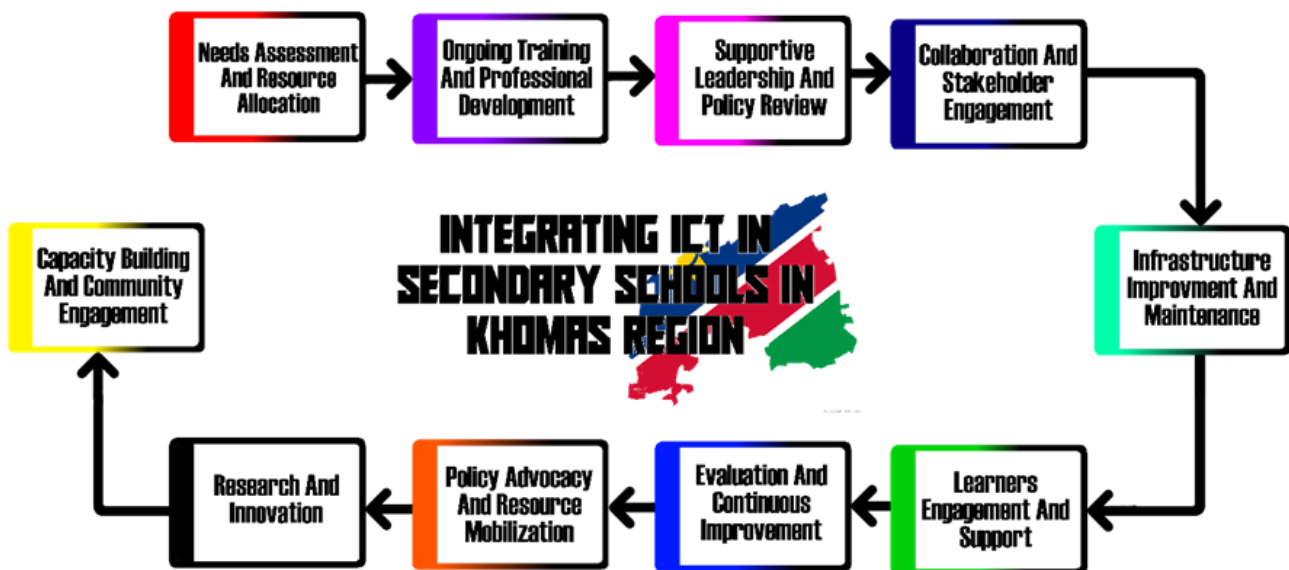 Needs Assessment
And Resource
Allocation
Ongoing Training
And Professional
Development
Supportive
Leadership And
Policy Review
Collaboration And
Stakeholder
Engagement
Infrastructure
Improvment And
Maintenance
Learners
Engagement And
Support
Evaluation And
Continuous
Improvement
Policy Advocacy
And Resource
Mobilization
Research And
Innovation
Capacity Building
And Community
Engagement
INTEGRATING ICT IN
SECONDARY SCHOOLS IN
KHOMAS REGION